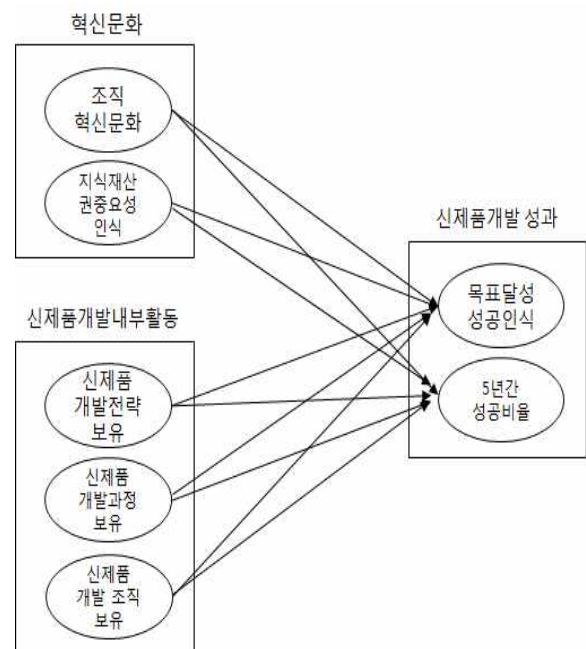 혁신문화
조직
혁신문화
지식재산
권중요성
인식
신제품개발 성과
목표달성
성공인식
5년간
성공비율
신제품개발내부활동
신제품
개발전략
보유
신제품
개발과정
보유
신제품
개발 조직
보유